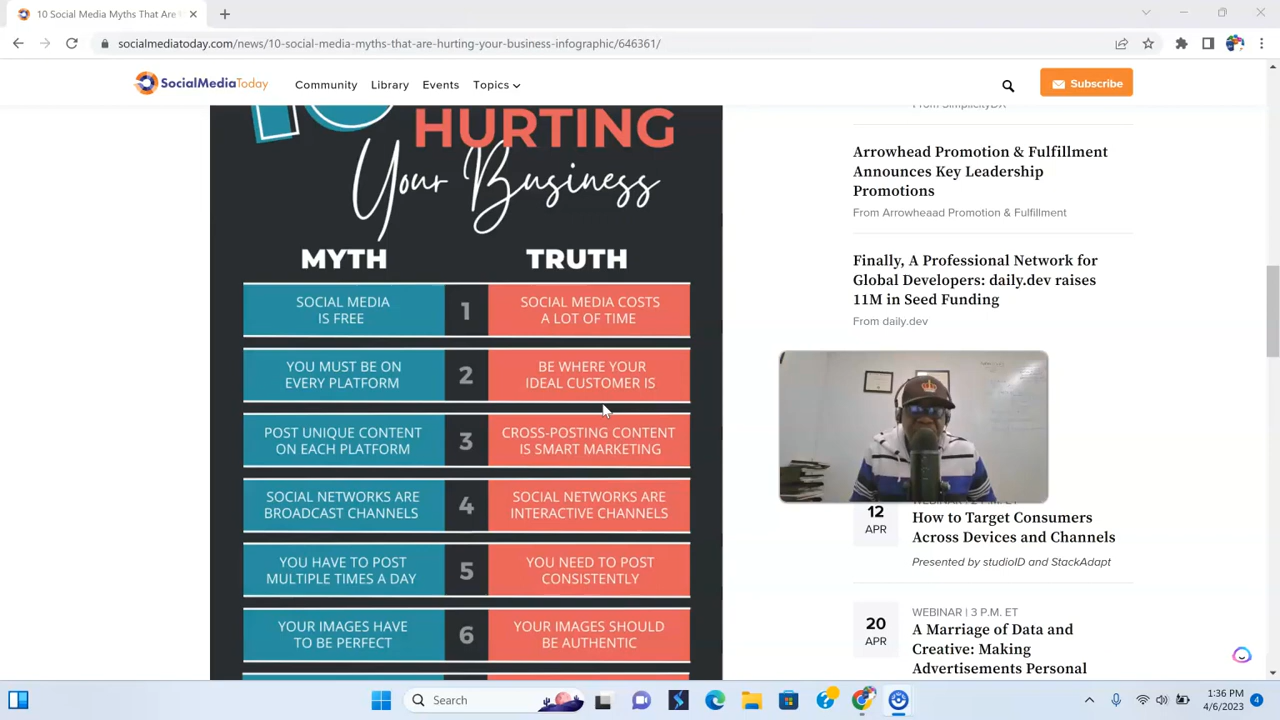 10 Social Media Myths That Are
socialmediatoday.com/news/10-social-media-myths-that-are-hurting-your-business-infographic/646361/
SocialMediaToday
Community
Library
Events
Topics
Subscribe
From SimplicityDX
10
HURTING
Your Business
MYTH
TRUTH
SOCIAL MEDIA
IS FREE
1
SOCIAL MEDIA COSTS
A LOT OF TIME
YOU MUST BE ON
EVERY PLATFORM
2
BE WHERE YOUR
IDEAL CUSTOMER IS
POST UNIQUE CONTENT
ON EACH PLATFORM
3
CROSS-POSTING CONTENT
IS SMART MARKETING
SOCIAL NETWORKS ARE
BROADCAST CHANNELS
4
SOCIAL NETWORKS ARE
INTERACTIVE CHANNELS
YOU HAVE TO POST
MULTIPLE TIMES A DAY
5
YOU NEED TO POST
CONSISTENTLY
YOUR IMAGES HAVE
TO BE PERFECT
6
YOUR IMAGES SHOULD
BE AUTHENTIC
Arrowhead Promotion & Fulfillment
Announces Key Leadership
Promotions
From Arrowheaad Promotion & Fulfillment
Finally, A Professional Network for
Global Developers: daily.dev raises
11M in Seed Funding
From daily.dev
12
APR
How to Target Consumers
Across Devices and Channels
Presented by studioID and StackAdapt
20
APR
WEBINAR | 3 P.M. ET
A Marriage of Data and
Creative: Making
Advertisements Personal
Search
1:36 PM
4/6/2023
4